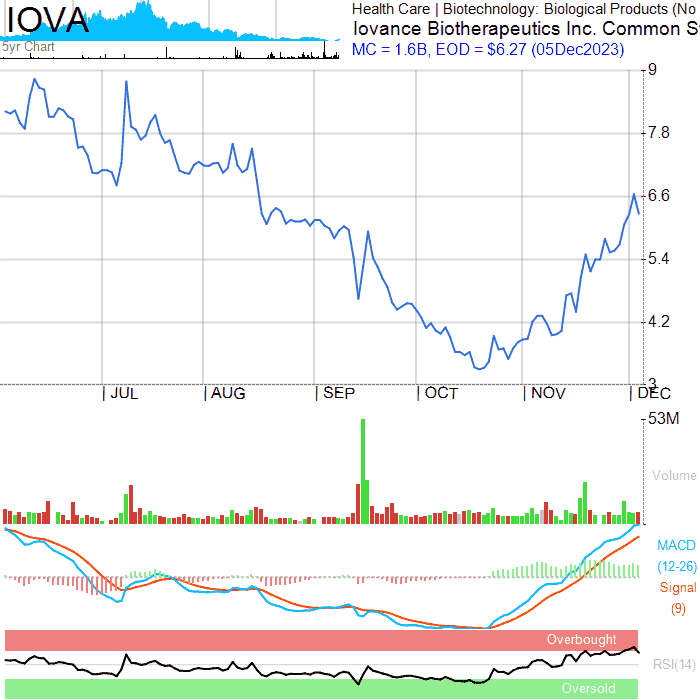 IOVA
5yr Chart
Health Care | Biotechnology: Biological Products (No
Iovance Biotherapeutics Inc. Common St
MC = 1.6B, EOD = $6.27 (05Dec2023)
9
7.8
6.6
5.4
4.2
3
| JUL | AUG | SEP | OCT | NOV | DEC
53M
Volume
MACD
(12-26)
Signal
(9)
Overbought
RSI(14)
Oversold